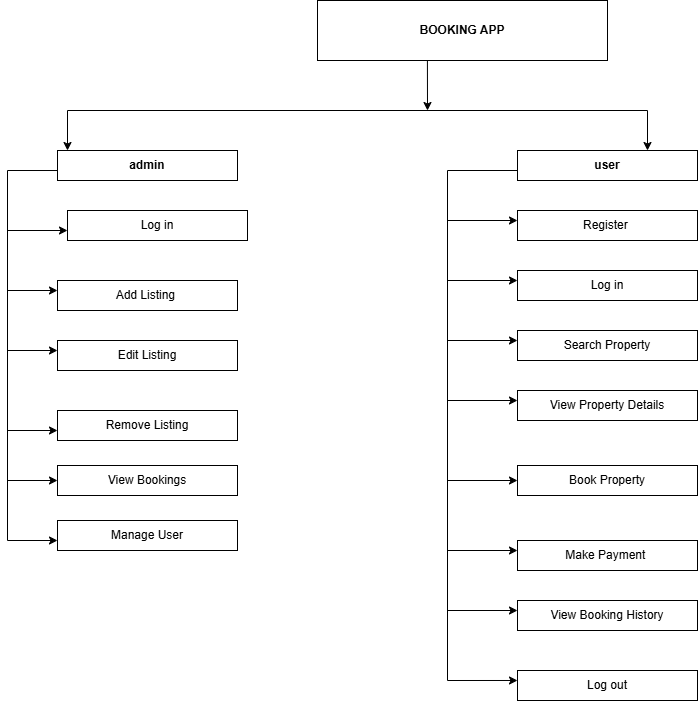 BOOKING APP
admin
Log in
Add Listing
Edit Listing
Remove Listing
View Bookings
Manage User
user
Register
Log in
Search Property
View Property Details
Book Property
Make Payment
View Booking History
Log out